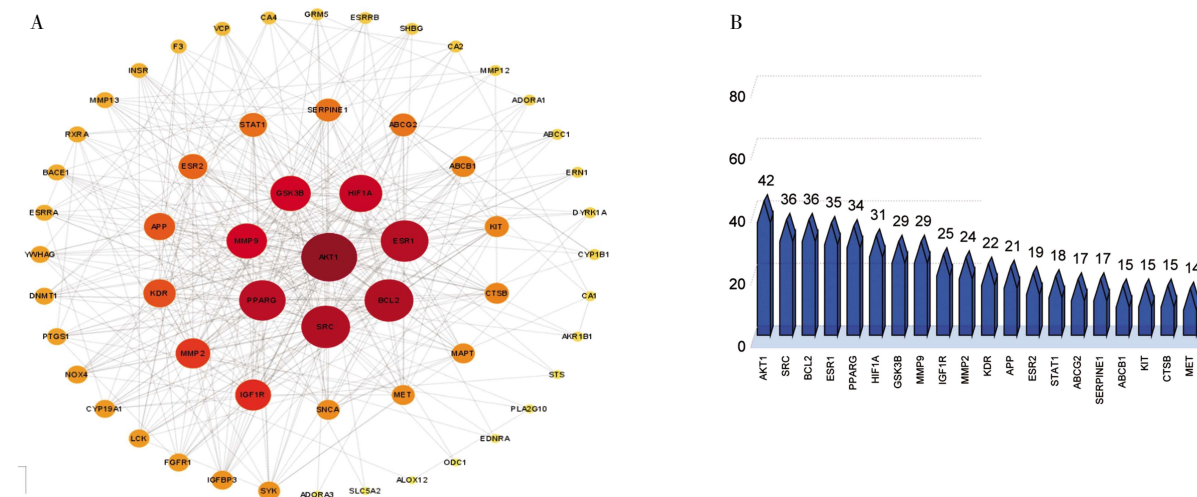 A
CA4
GRM5
ESRRB
VCP
SHBG
F3
CA2
INSR
MMP12
MMP13
ADORA1
SERPINE1
STAT1
ABCG2
RXRA
ABCC1
ESR2
ABCB1
BACE1
ERN1
GSK3B
HIF1A
ESRRA
DYRK1A
APP
KIT
MMP9
ESR1
YWHAG
CYP1B1
AKT1
KDR
CTSB
DNMT1
CA1
PPARG
BCL2
SRC
PTGS1
AKR1B1
MMP2
MAPT
NOX4
STS
IGF1R
MET
CYP19A1
SNCA
PLA2G10
LCK
EDNRA
FGFR1
ODC1
IGFBP3
ALOX12
SYK
SLC5A2
ADORA3
B
80
60
40
20
0
42
36
36
35
34
31
29
29
25
24
22
21
19
18
17
17
15
15
15
14
AKT1
SRC
BCL2
ESR1
PPARG
HIF1A
GSK3B
MMP9
IGF1R
MMP2
KDR
APP
ESR2
STAT1
ABCG2
SERPINE1
ABCB1
KIT
CTSB
MET